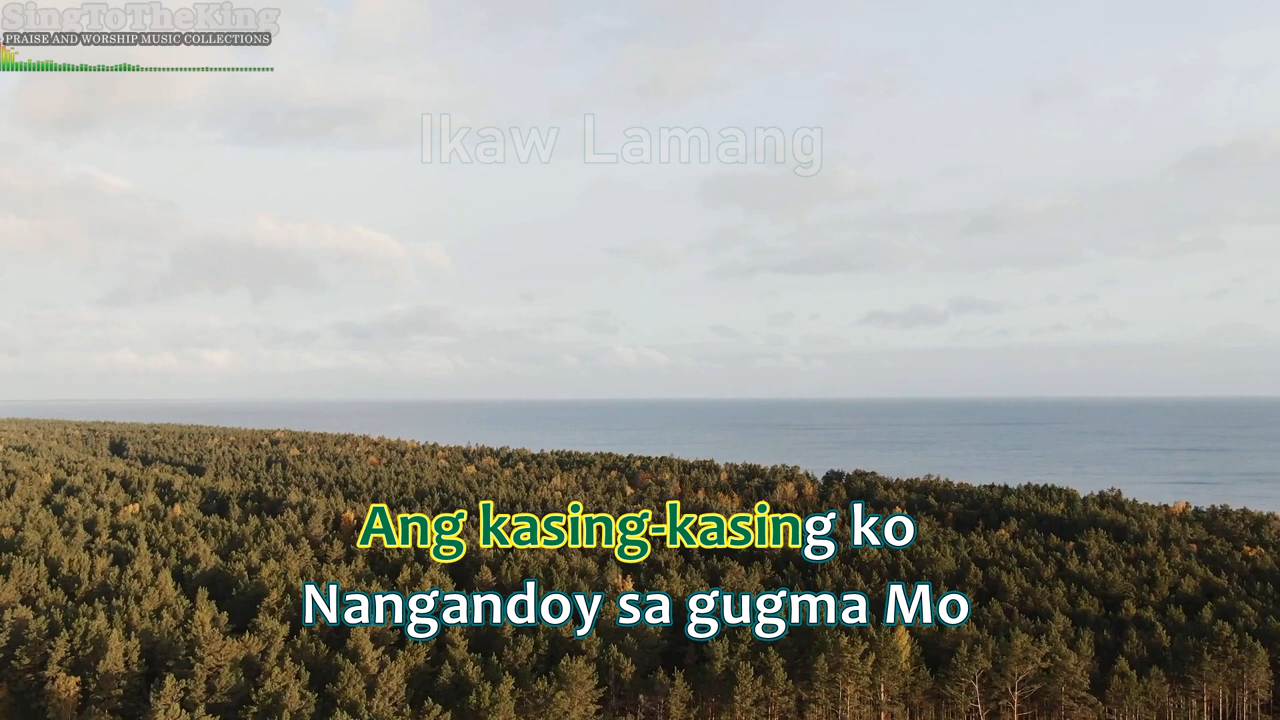 SingToTheKing
PRAISE AND WORSHIP MUSIC COLLECTIONS
Ikaw Lamang
Ang kasing-kasing ko
Nangandoy sa gugma Mo